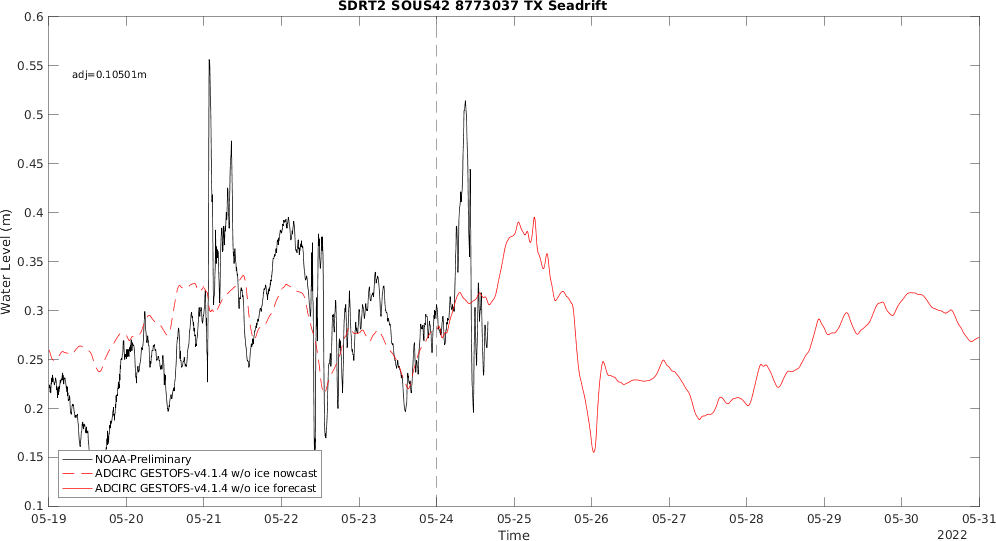 SDRT2 SOUS42 8773037 TX Seadrift
0.6
0.55
adj=0.10501m
0.5
0.45
0.4
0.35
0.3
0.25
0.2
0.15
0.1
Water Level (m)
NOAA-Preliminary
ADCIRC GESTOFS-v4.1.4 w/o ice nowcast
ADCIRC GESTOFS-v4.1.4 w/o ice forecast
05-19 05-20 05-21 05-22 05-23 05-24 05-25 05-26 05-27 05-28 05-29 05-30 05-31
Time
2022